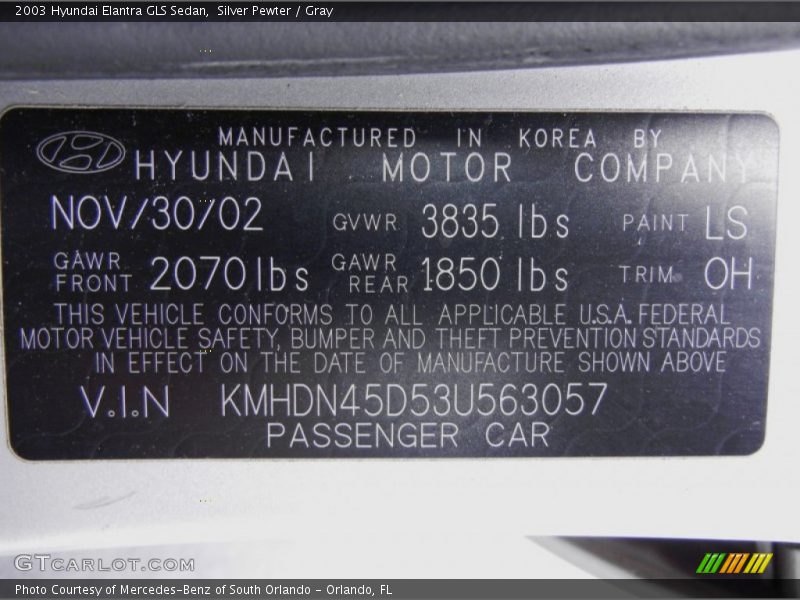 2003 Hyundai Elantra GLS Sedan,  Silver Pewter / Gray
MANUFACTURED IN KOREA BY
HYUNDAI MOTOR COMPANY
NOV/30/02 GVWR 3835 lbs PAINT LS
GAWR FRONT 2070 lbs GAWR REAR 1850 lbs TRIM OH
THIS VEHICLE CONFORMS TO ALL APPLICABLE U.S.A. FEDERAL
MOTOR VEHICLE SAFETY, BUMPER AND THEFT PREVENTION STANDARDS
IN EFFECT ON THE DATE OF MANUFACTURE SHOWN ABOVE
V.I.N KMHDN45D53U563057
PASSENGER CAR
GTCARLOT.COM
Photo Courtesy of Mercedes-Benz of South Orlando - Orlando, FL